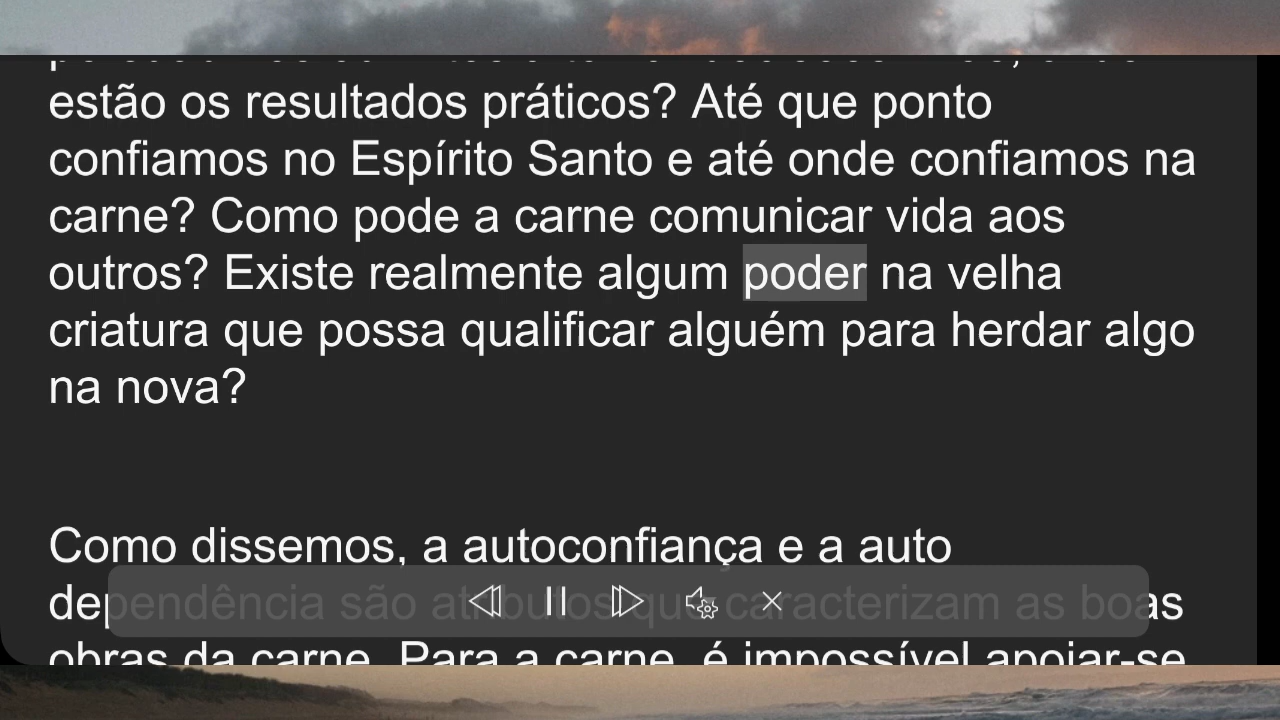 estão os resultados práticos? Até que ponto
confiamos no Espírito Santo e até onde confiamos na
carne? Como pode a carne comunicar vida aos
outros? Existe realmente algum poder na velha
criatura que possa qualificar alguém para herdar algo
na nova?
Como dissemos, a autoconfiança e a auto
dependência são atributos que caracterizam as boas
obras da carne. Para a carne, é impossível apoiar-se